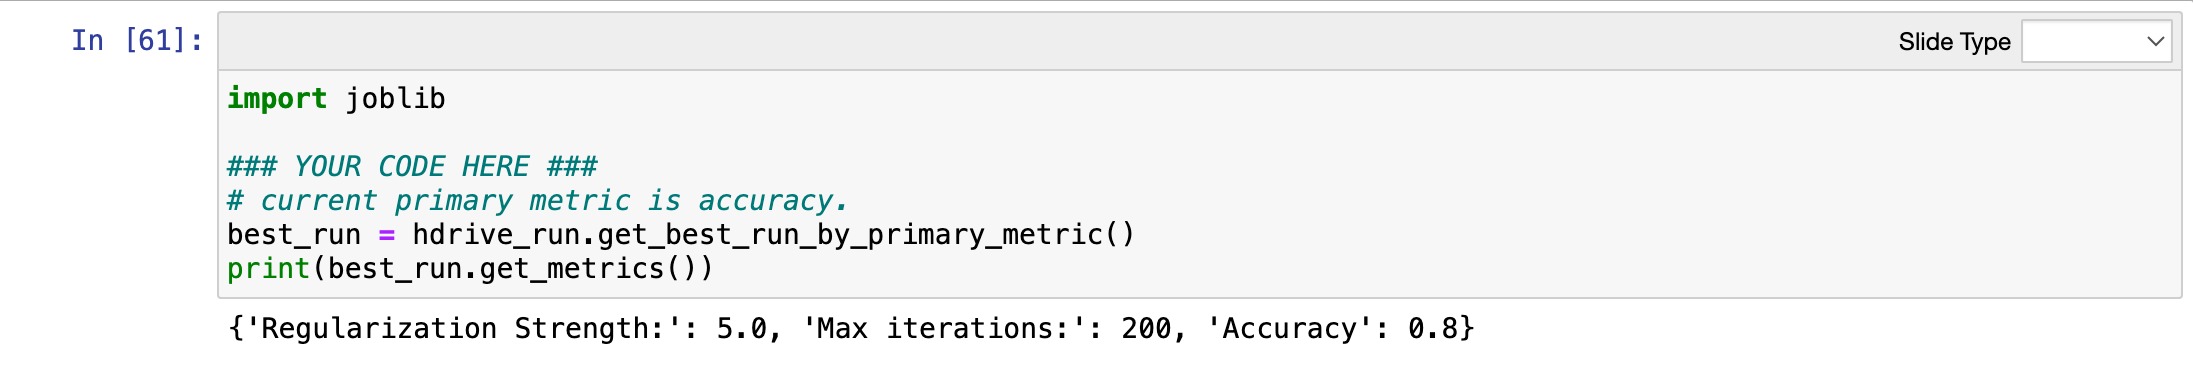 In [61]:
Slide Type
import joblib
### YOUR CODE HERE ###
# current primary metric is accuracy.
best_run = hdrive_run.get_best_run_by_primary_metric()
print(best_run.get_metrics())
{'Regularization Strength:': 5.0, 'Max iterations:': 200, 'Accuracy': 0.8}